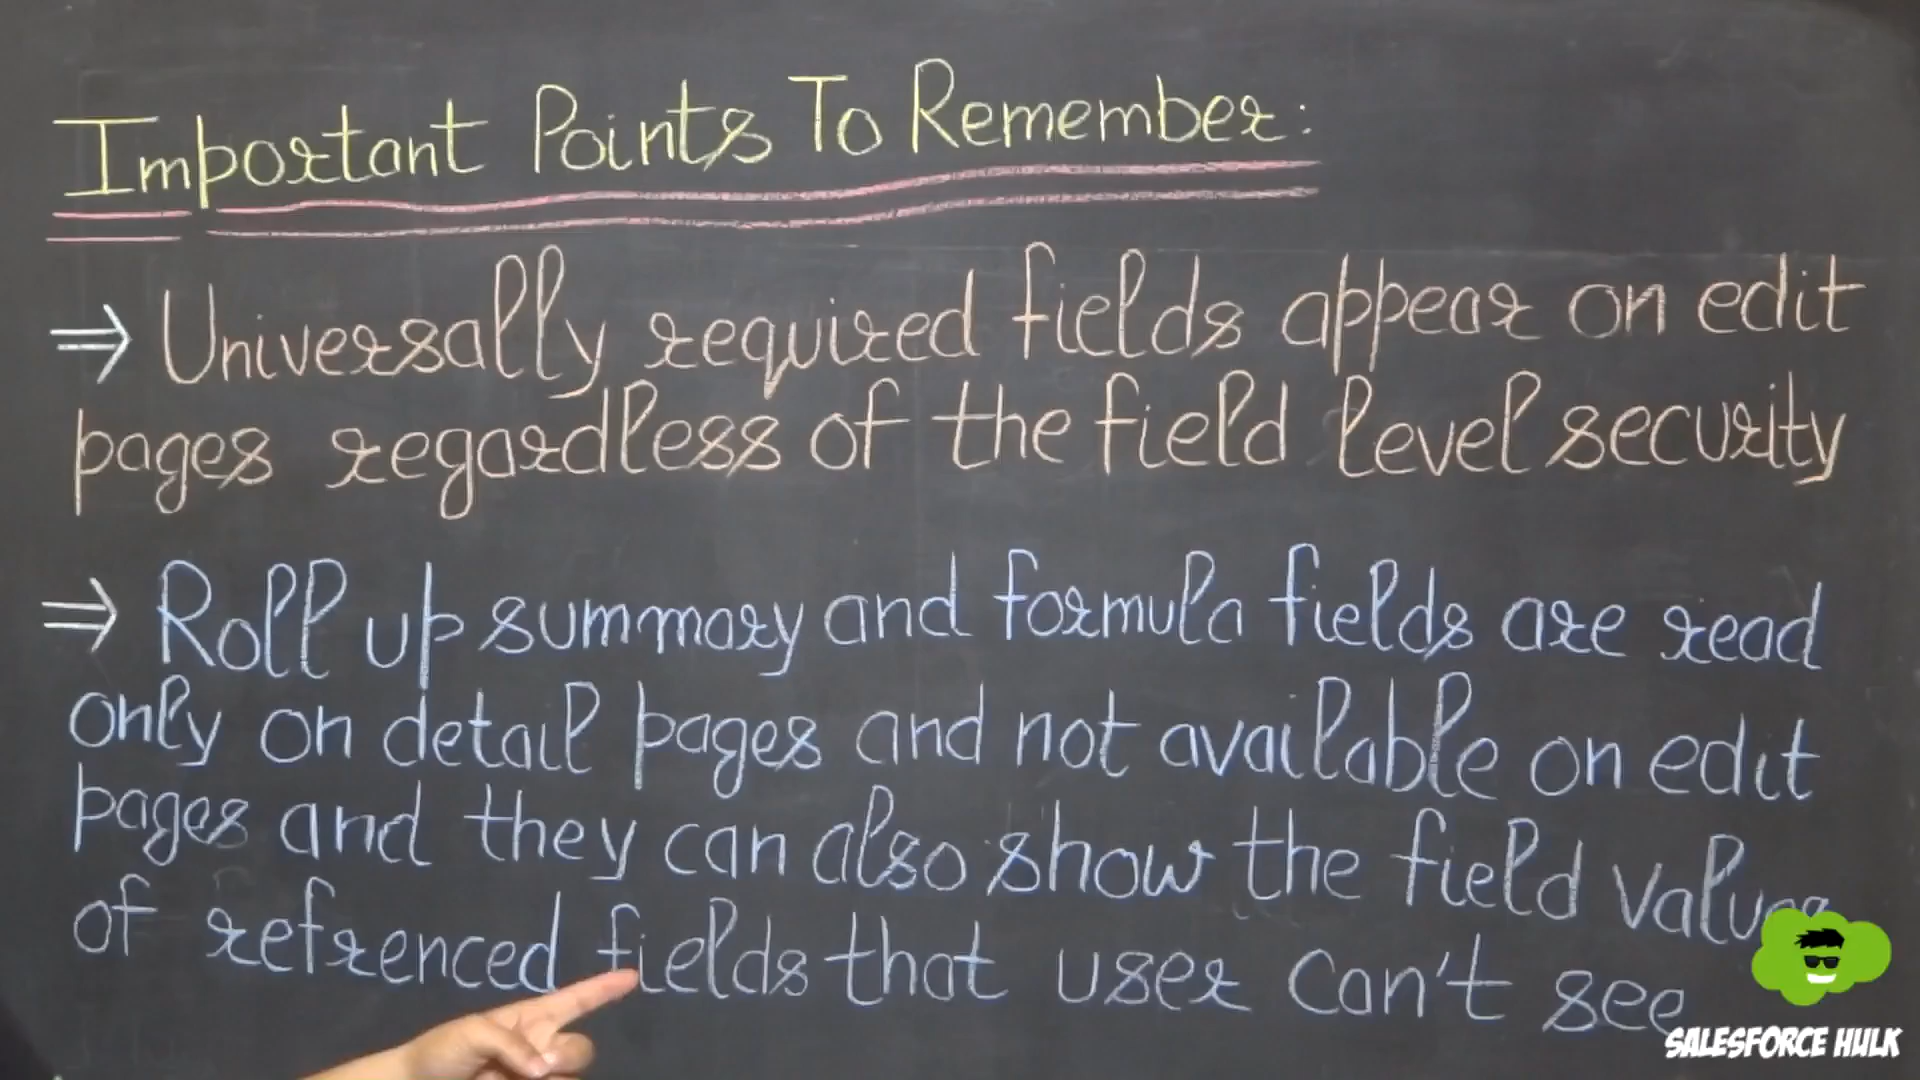 Important Points To Remember:
⇒ Universally required fields appear on edit
pages regardless of the field level security
⇒ Roll up summary and formula fields are read
only on detail pages and not available on edit
pages and they can also show the field values
of refrenced fields that user can't see
SALESFORCE HULK